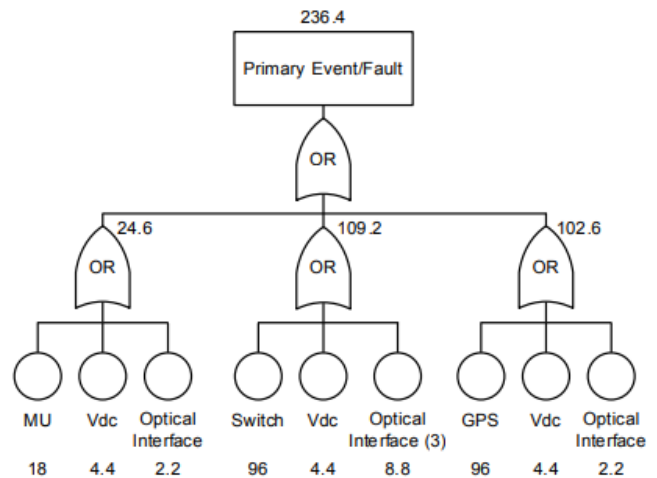 236.4
Primary Event/Fault
OR
24.6
109.2
102.6
OR
OR
OR
MU
Vdc
Optical
Interface
Switch
Vdc
Optical
Interface (3)
GPS
Vdc
Optical
Interface
18
4.4
2.2
96
4.4
8.8
96
4.4
2.2